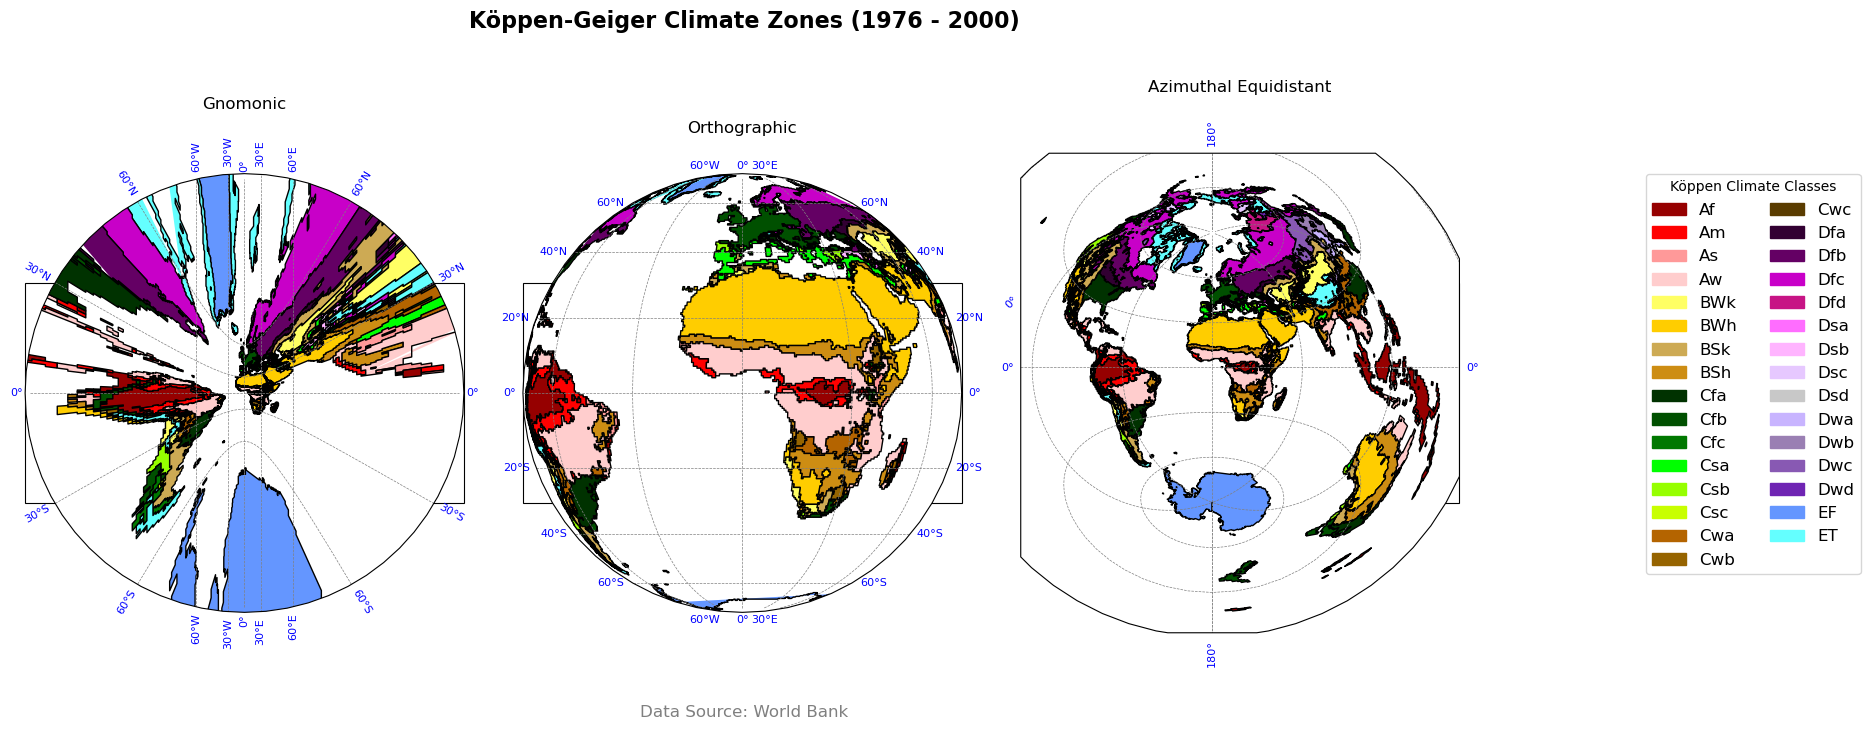 Köppen-Geiger Climate Zones (1976 - 2000)
Gnomonic
60°N
60°W
30°W
0°
30°E
60°E
60°N
30°N
30°N
0°
0°
30°S
30°S
60°S
60°S
60°W
30°W
0°
30°E
60°E
Orthographic
60°W
0°
30°E
60°N
60°N
40°N
40°N
20°N
20°N
0°
0°
20°S
20°S
40°S
40°S
60°S
60°S
60°W
0°
30°E
Azimuthal Equidistant
180°
0°
0°
0°
180°
Köppen Climate Classes
Af
Am
As
Aw
BWk
BWh
BSk
BSh
Cfa
Cfb
Cfc
Csa
Csb
Csc
Cwa
Cwb
Cwc
Dfa
Dfb
Dfc
Dfd
Dsa
Dsb
Dsc
Dsd
Dwa
Dwb
Dwc
Dwd
EF
ET
Data Source: World Bank